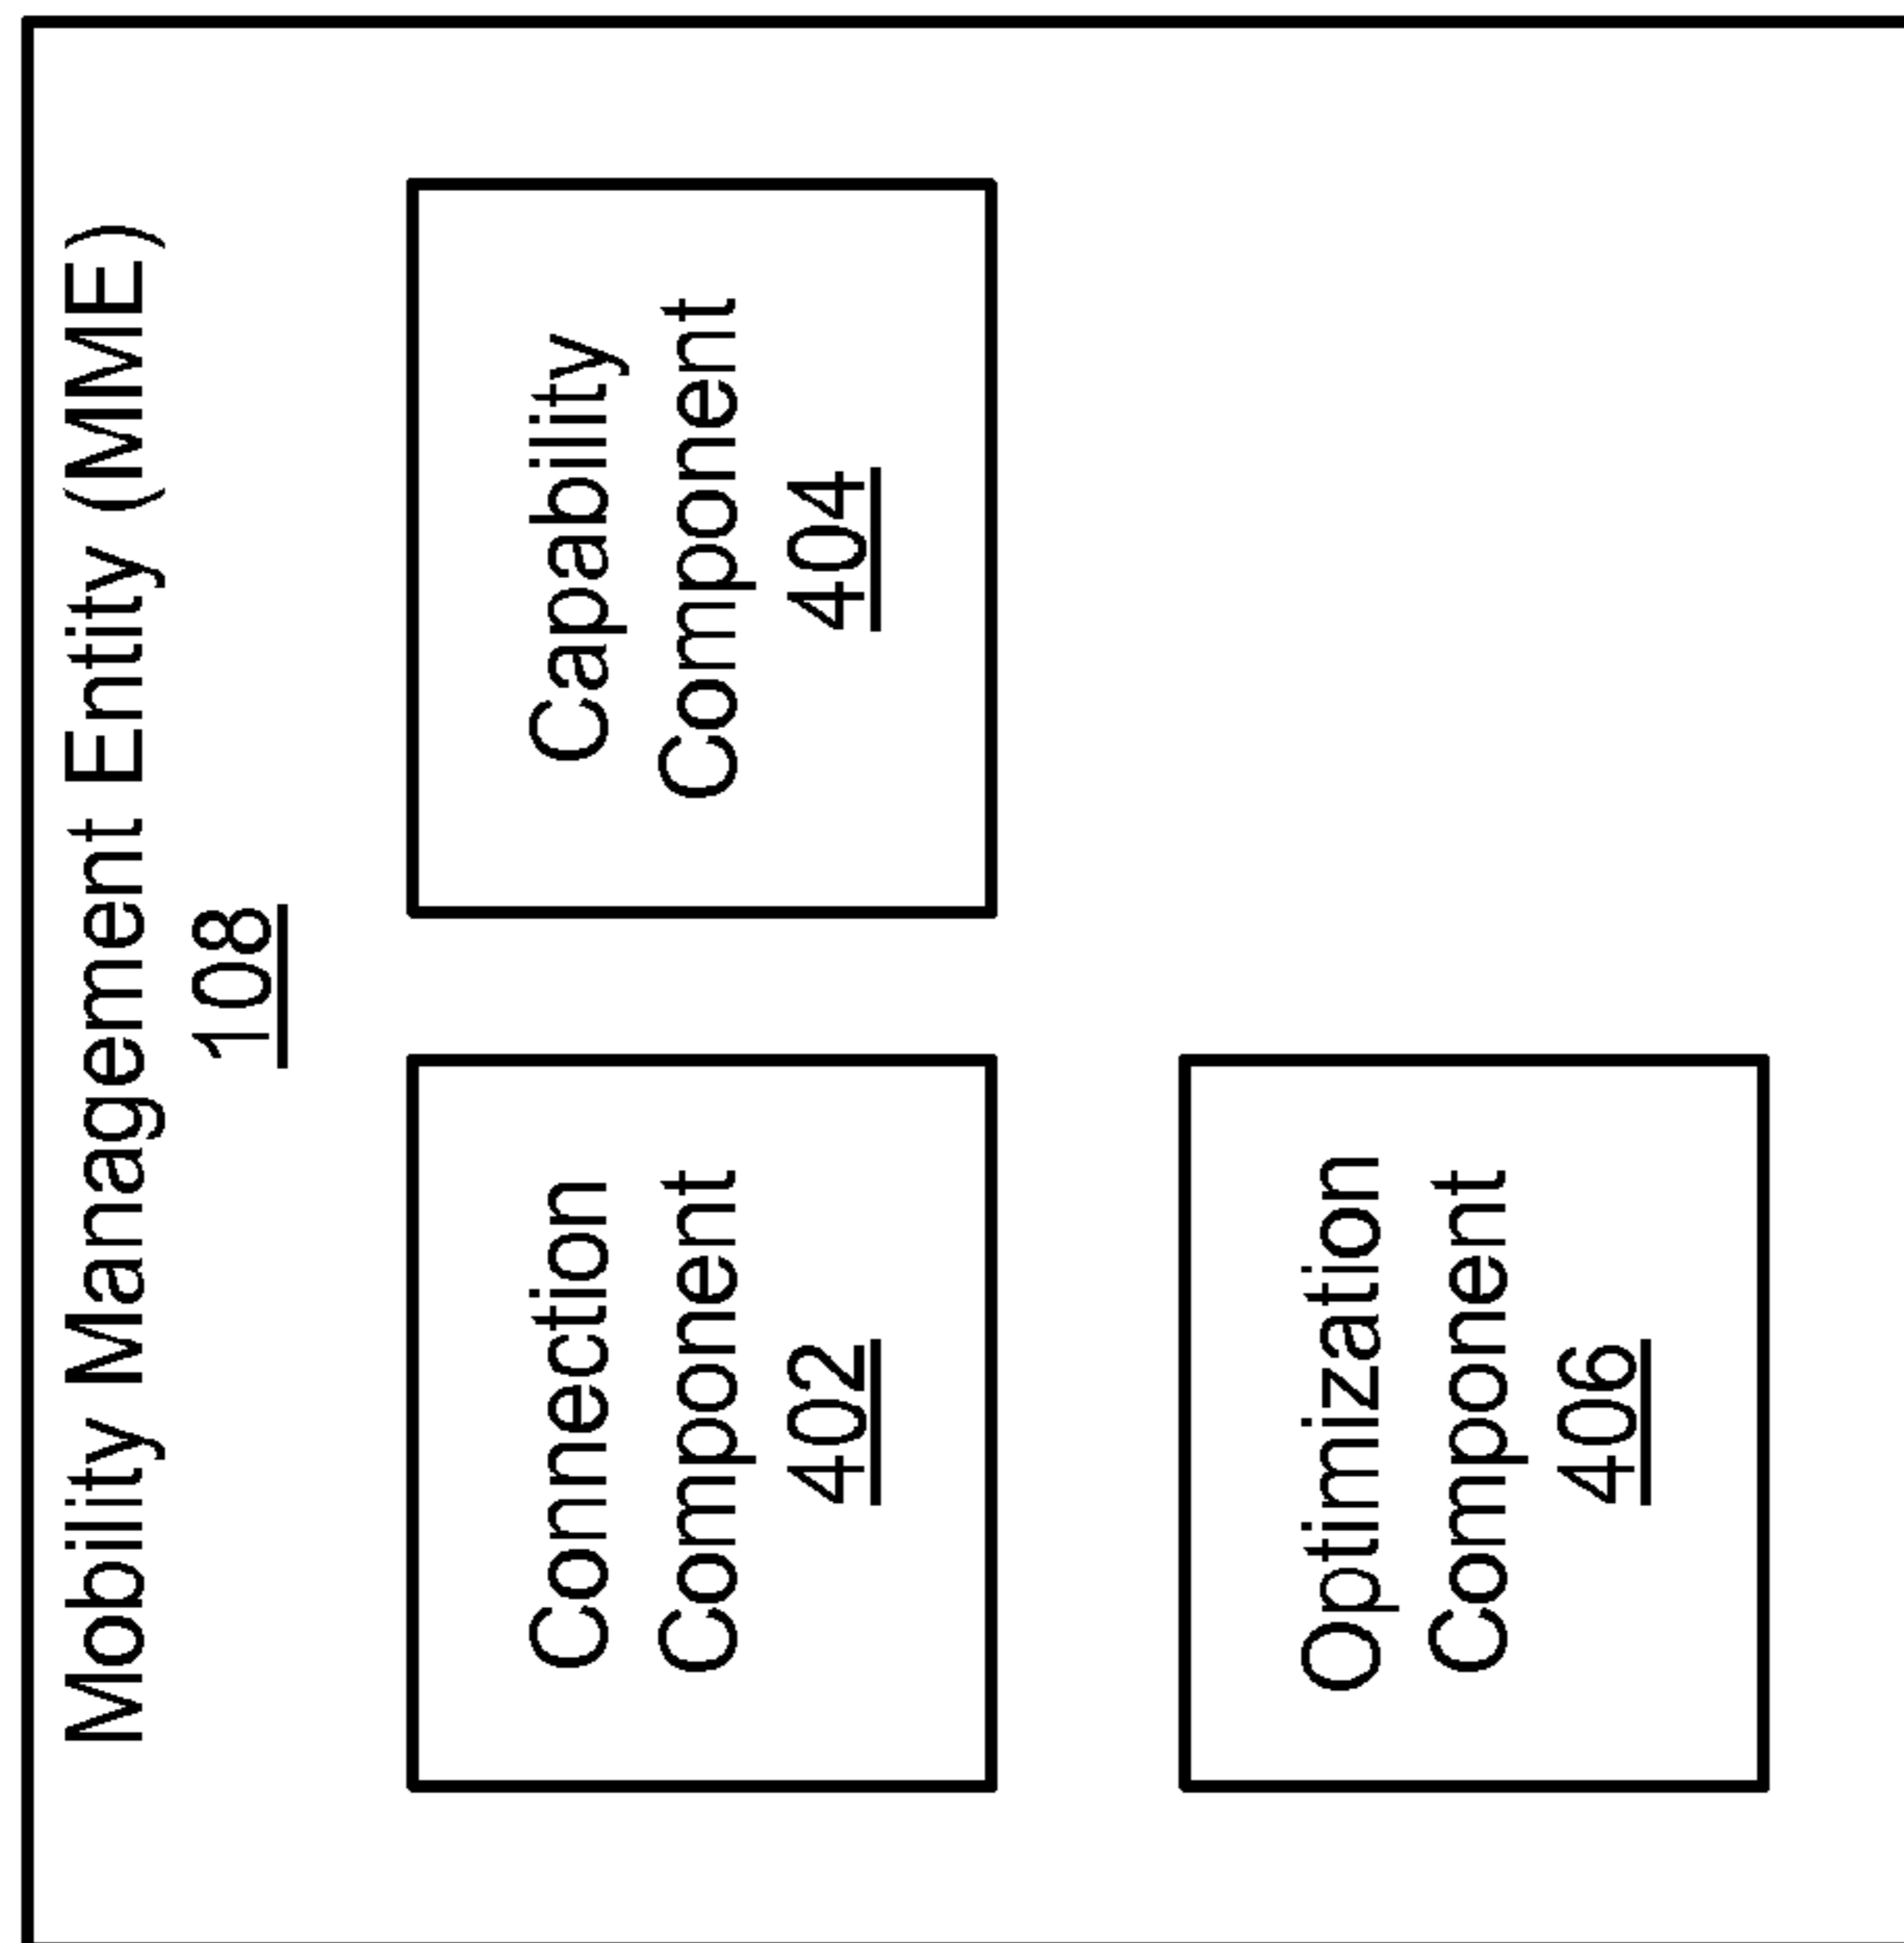 Mobility Management Entity (MME)
108
Connection
Component
402
Capability
Component
404
Optimization
Component
406